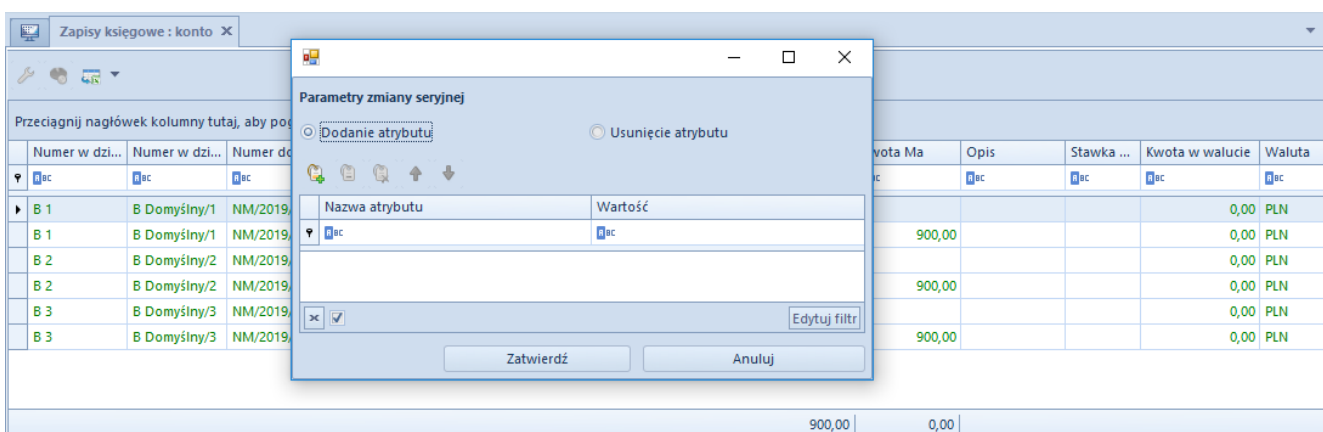 Zapisy księgowe : konto
Parametry zmiany seryjnej
Przeciągnij nagłówek kolumny tutaj, aby
Dodanie atrybutu Usunięcie atrybutu
Numer w dzi... Numer w dzi... Numer Ma Opis Stawka ... Kwota w walucie Waluta
Nazwa atrybutu Wartość
B 1 B Domyślny/1 NM/2019/ 0,00 PLN
B 1 B Domyślny/1 NM/2019/ 900,00 0,00 PLN
B 2 B Domyślny/2 NM/2019/ 0,00 PLN
B 2 B Domyślny/2 NM/2019/ 900,00 0,00 PLN
B 3 B Domyślny/3 NM/2019/ 0,00 PLN
Edytuj filtr
B 3 B Domyślny/3 NM/2019/ 900,00 0,00 PLN
Zatwierdź Anuluj
900,00 0,00